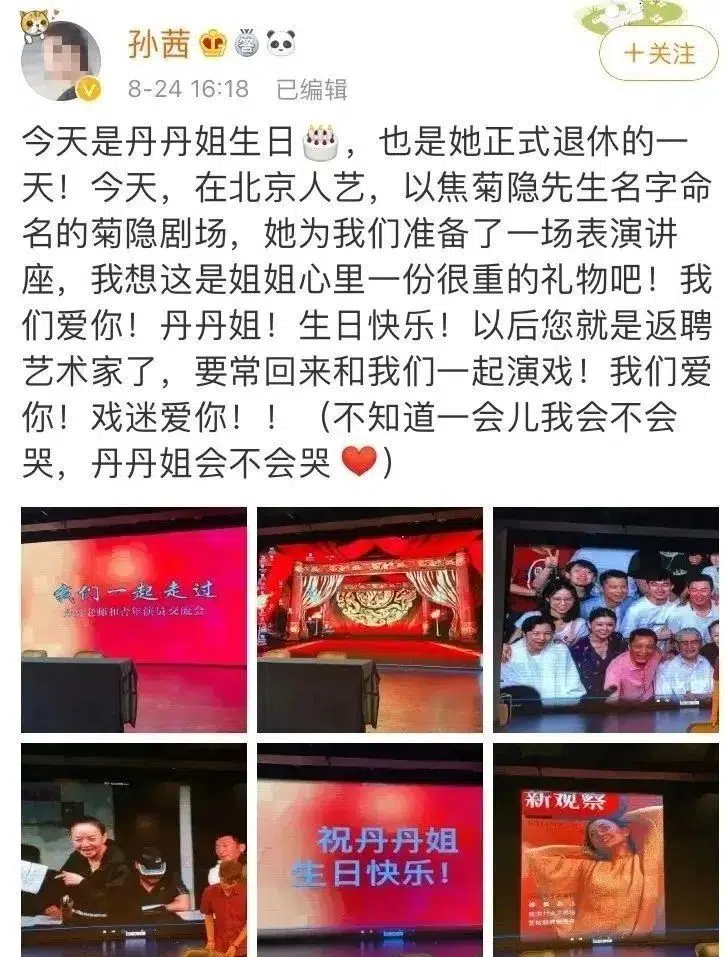 孙茜
答
8-24 16:18 已编辑
+关注
今天是丹丹姐生日🎂，也是她正式退休的一
天！今天，在北京人艺，以焦菊隐先生名字命
名的菊隐剧场，她为我们准备了一场表演讲
座，我想这是姐姐心里一份很重的礼物吧！我
们爱你！丹丹姐！生日快乐！以后您就是返聘
艺术家了，要常回来和我们一起演戏！我们爱
你！戏迷爱你！！（不知道一会儿我会不会
哭，丹丹姐会不会哭❤️）
我们一起走过
老师和青年演员交流会
祝丹丹姐
生日快乐！
新观察